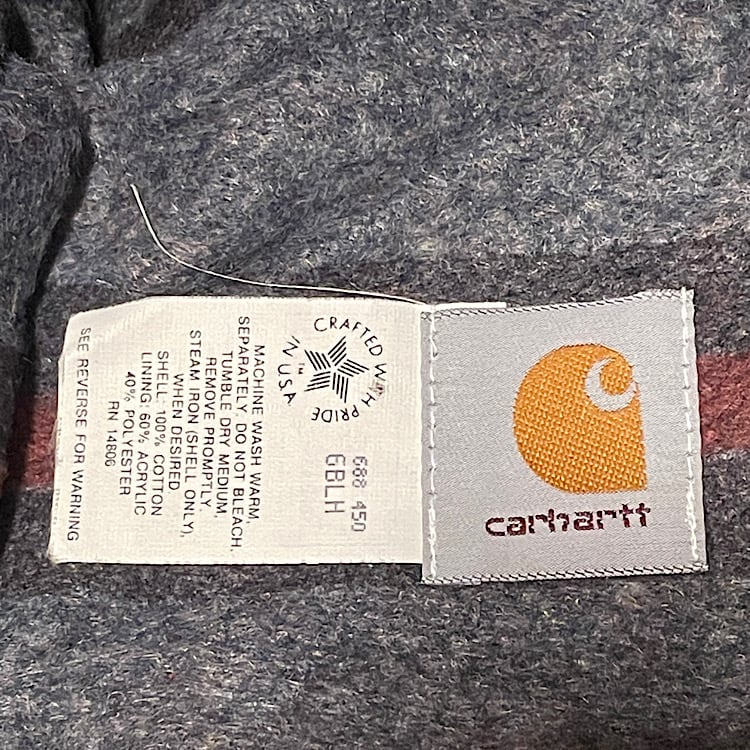 688 450
6BLH
CRAFTED WITH PRIDE
IN U.S.A.
TM
MACHINE WASH WARM,
SEPARATELY. DO NOT BLEACH.
TUMBLE DRY MEDIUM,
REMOVE PROMPTLY.
STEAM IRON (SHELL ONLY),
WHEN DESIRED.
SHELL: 100% COTTON
LINING: 60% ACRYLIC
40% POLYESTER
RN 14806
SEE REVERSE FOR WARNING
carhartt